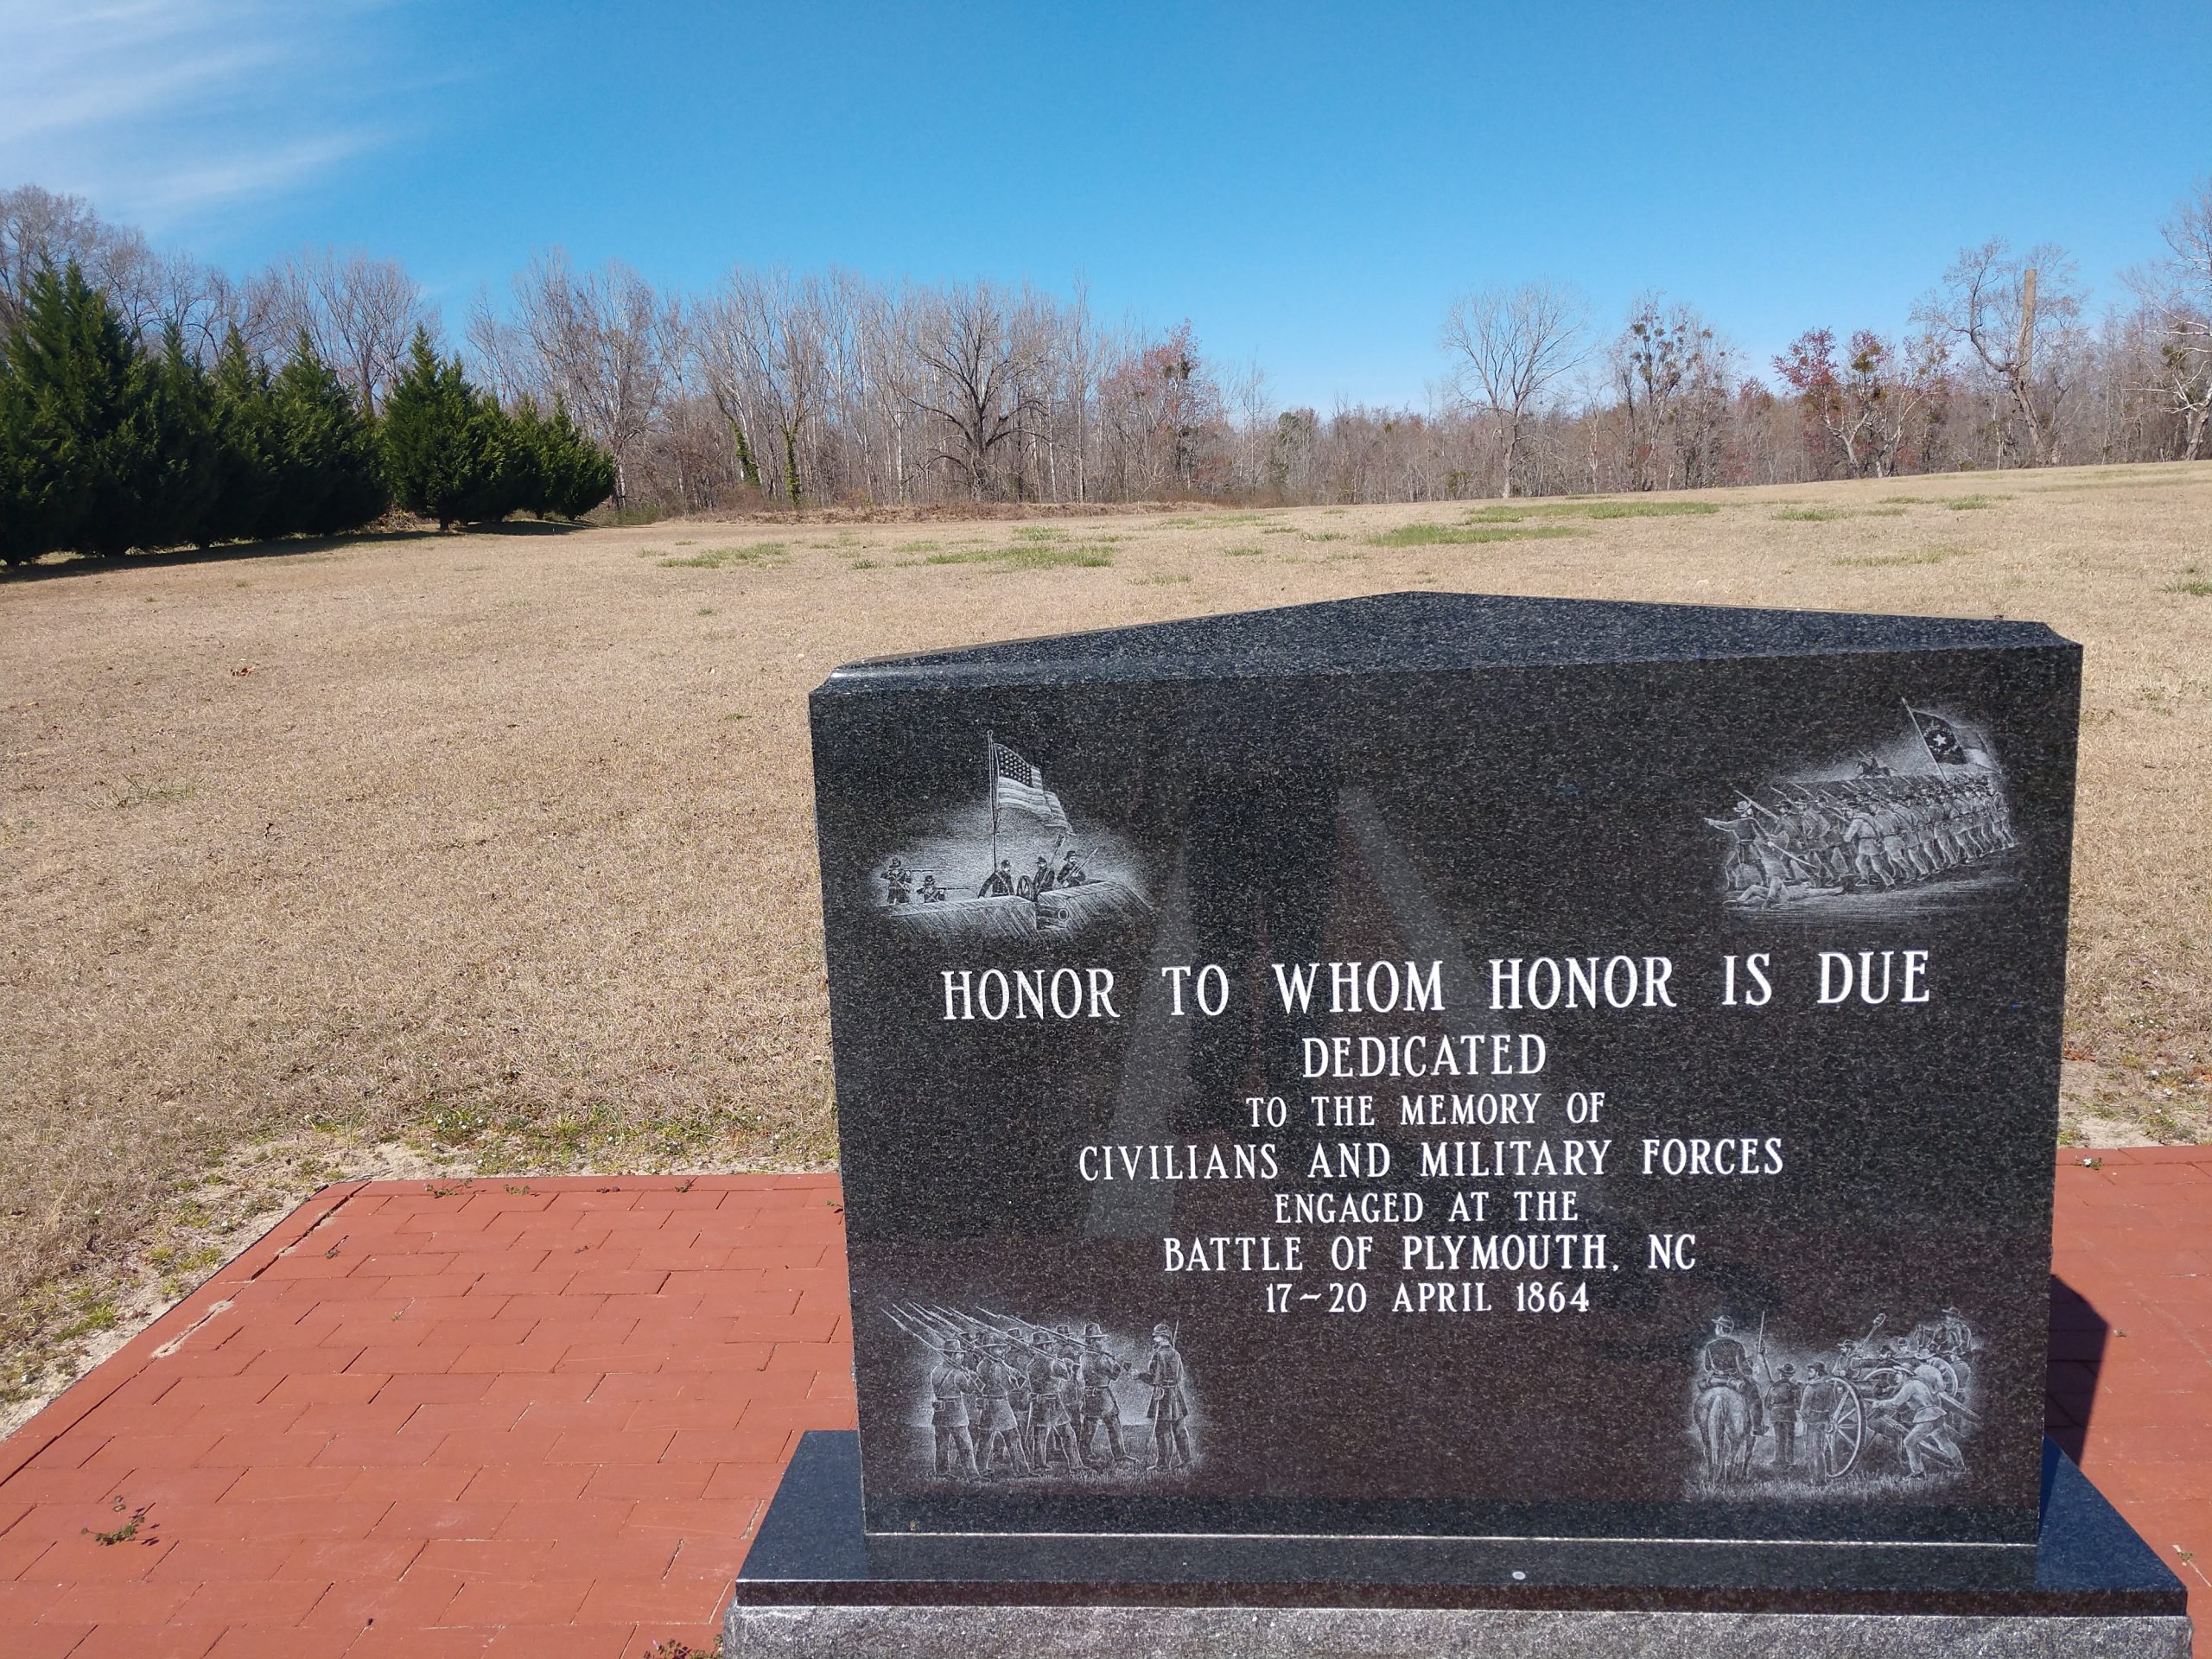 HONOR TO WHOM HONOR IS DUE
DEDICATED
TO THE MEMORY OF
CIVILIANS AND MILITARY FORCES
ENGAGED AT THE
BATTLE OF PLYMOUTH, NC
17~20 APRIL 1864